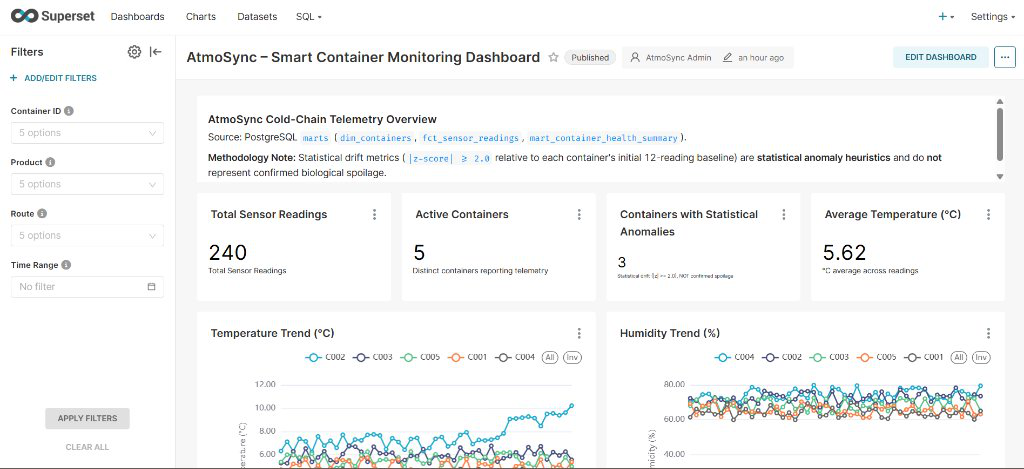 Superset Dashboards Charts Datasets SQL Settings
Filters
ADD/EDIT FILTERS
Container ID
5 options
Product
5 options
Route
5 options
Time Range
No filter
APPLY FILTERS
CLEAR ALL
AtmoSync – Smart Container Monitoring Dashboard Published AtmoSync Admin an hour ago EDIT DASHBOARD
AtmoSync Cold-Chain Telemetry Overview
Source: PostgreSQL marts (dim_containers, fct_sensor_readings, mart_container_health_summary).
Methodology Note: Statistical drift metrics (|z-score| ≥ 2.0 relative to each container's initial 12-reading baseline) are statistical anomaly heuristics and do not
represent confirmed biological spoilage.
Total Sensor Readings
240
Total Sensor Readings
Active Containers
5
Distinct containers reporting telemetry
Containers with Statistical
Anomalies
3
Statistical drift (|z| >= 2.0), NOT confirmed spoilage
Average Temperature (°C)
5.62
°C average across readings
Temperature Trend (°C)
C002 C003 C005 C001 C004 All Inv
12.00
10.00
8.00
6.00
Humidity Trend (%)
C004 C002 C003 C005 C001 All Inv
80.00
60.00
40.00
midity (%)